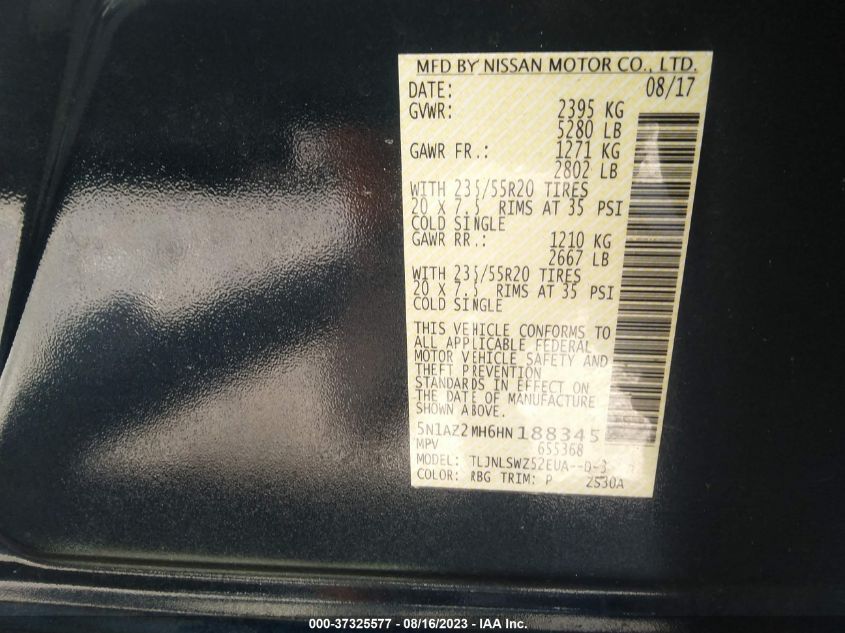 MFD BY NISSAN MOTOR CO., LTD.
DATE: 08/17
GVWR: 2395 KG
5280 LB
GAWR FR.: 1271 KG
2802 LB
WITH 235/55R20 TIRES
20 X 7.5 RIMS AT 35 PSI
COLD SINGLE
GAWR RR.: 1210 KG
2667 LB
WITH 235/55R20 TIRES
20 X 7.5 RIMS AT 35 PSI
COLD SINGLE
THIS VEHICLE CONFORMS TO
ALL APPLICABLE FEDERAL
MOTOR VEHICLE SAFETY AND
THEFT PREVENTION
STANDARDS IN EFFECT ON
THE DATE OF MANUFACTURE
SHOWN ABOVE.
5N1AZ2MH6HN188345
MPV 655368
MODEL: TLJNLSWZ52EUA--D-3
COLOR: RBG TRIM: P ZS30A
000-37325577 - 08/16/2023 - IAA Inc.